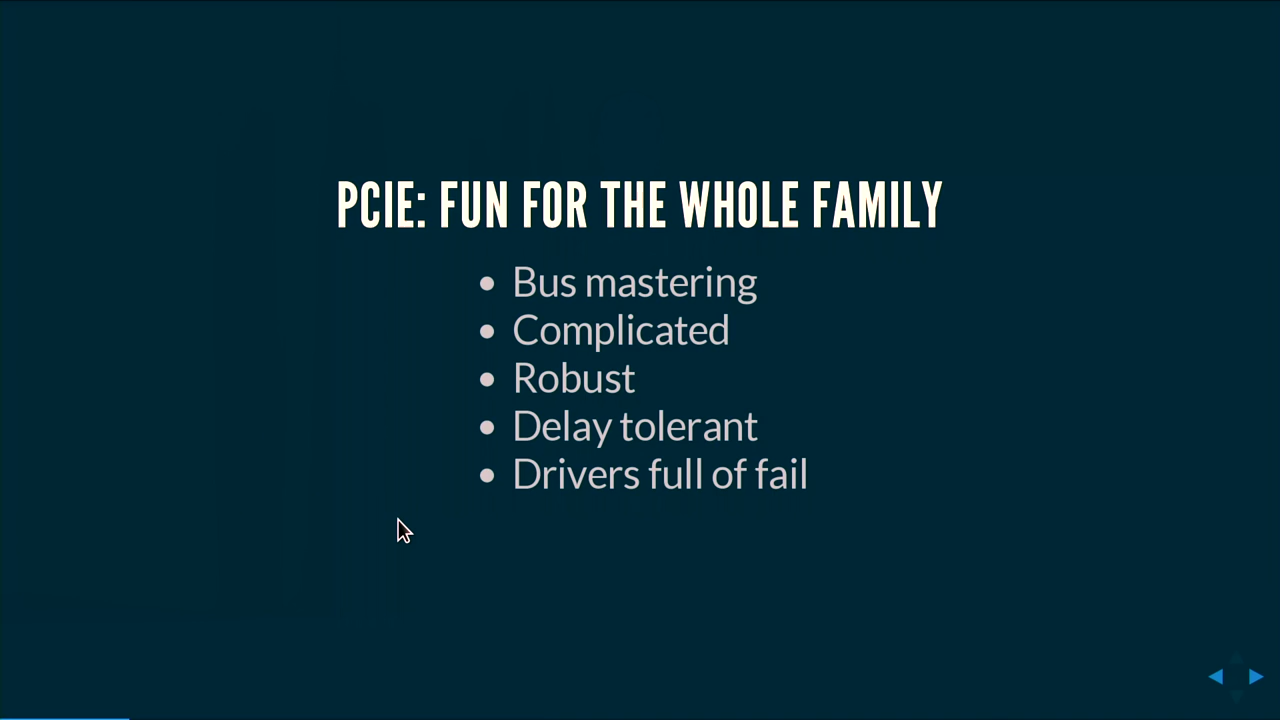 PCIE: FUN FOR THE WHOLE FAMILY
Bus mastering
Complicated
Robust
Delay tolerant
Drivers full of fail